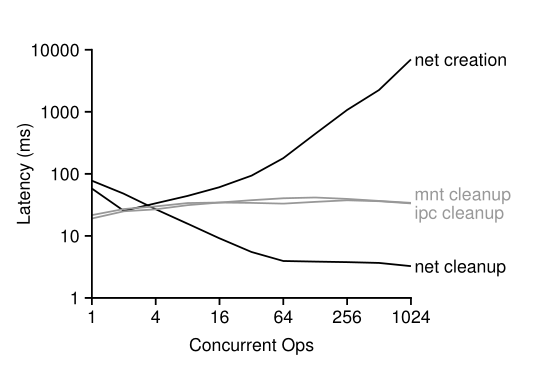 10000
1000
100
10
1
Latency (ms)
net creation
mnt cleanup
ipc cleanup
net cleanup
1 4 16 64 256 1024
Concurrent Ops